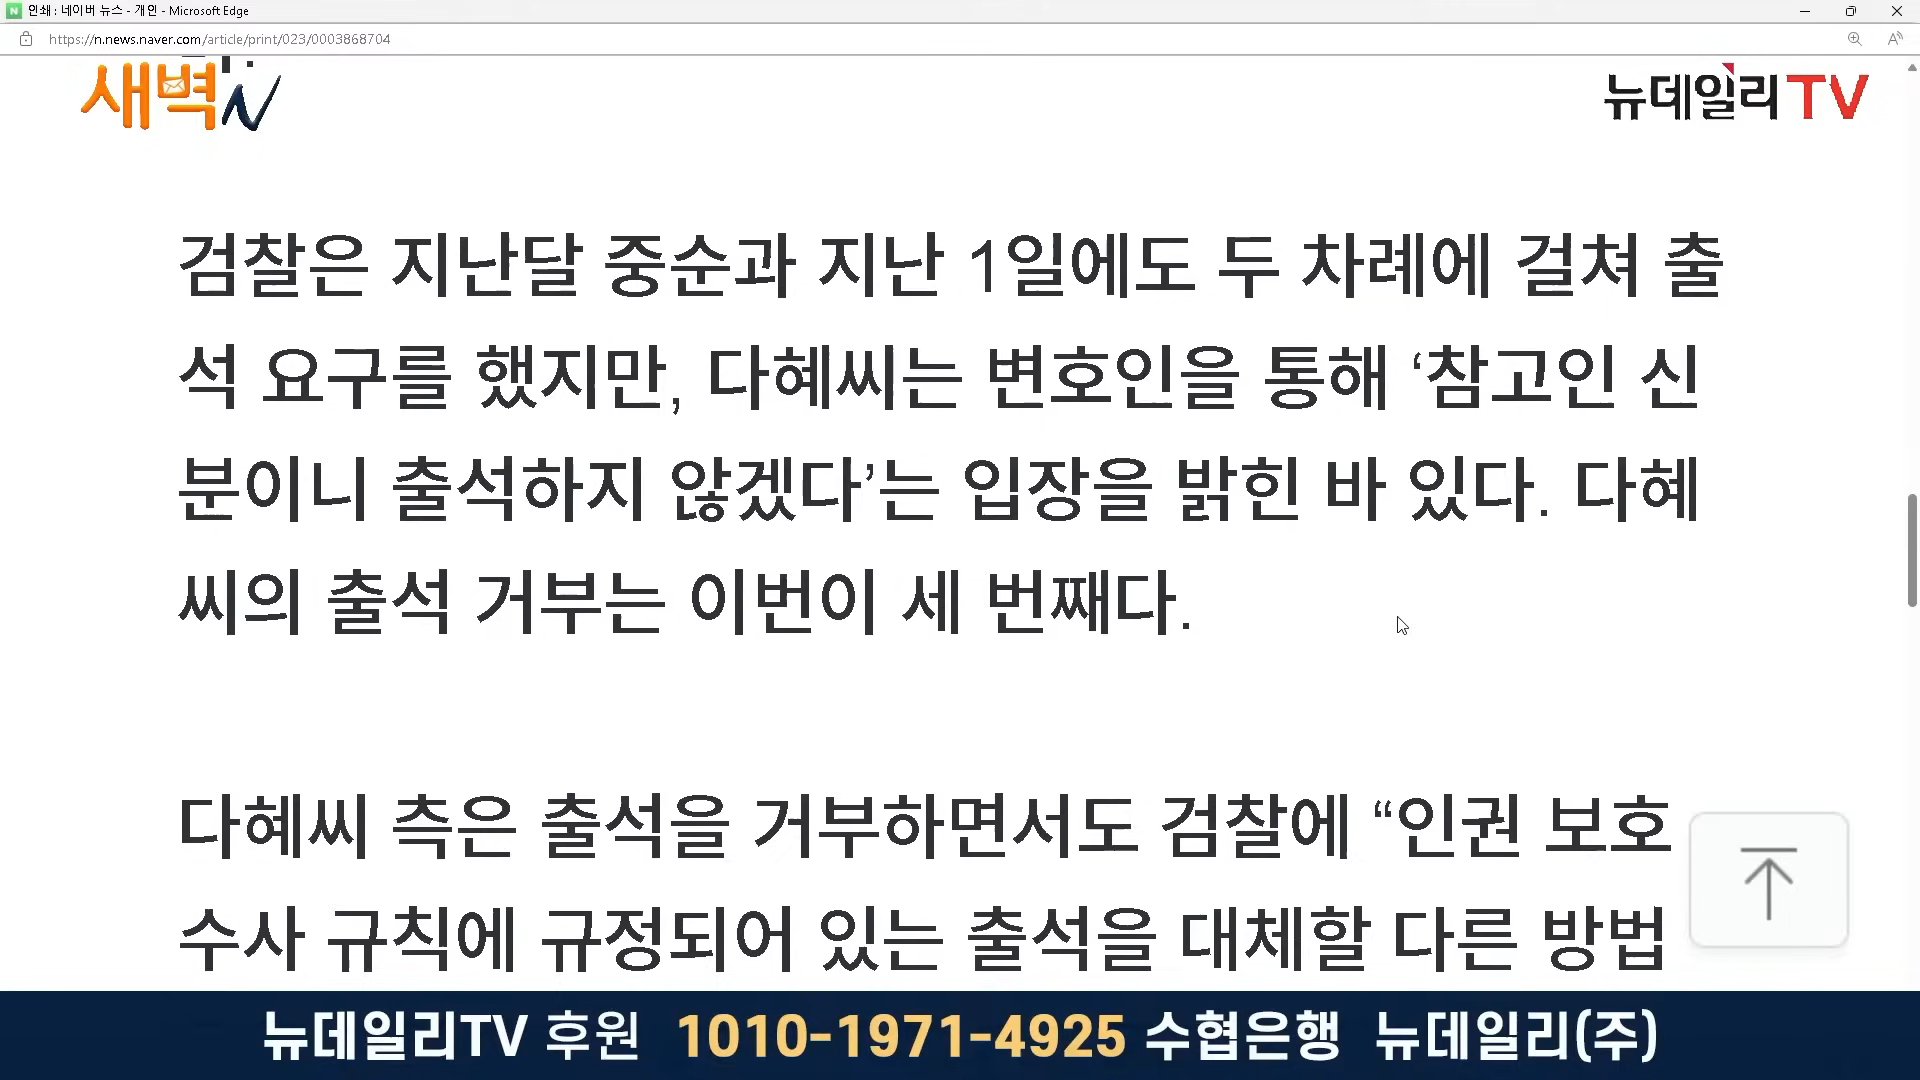 인쇄 : 네이버 뉴스 - 개인 - Microsoft Edge
https://n.news.naver.com/article/print/023/0003868704
새벽N
뉴데일리TV
검찰은 지난달 중순과 지난 1일에도 두 차례에 걸쳐 출
석 요구를 했지만, 다혜씨는 변호인을 통해 ‘참고인 신
분이니 출석하지 않겠다’는 입장을 밝힌 바 있다. 다혜
씨의 출석 거부는 이번이 세 번째다.
다혜씨 측은 출석을 거부하면서도 검찰에 “인권 보호
수사 규칙에 규정되어 있는 출석을 대체할 다른 방법
뉴데일리TV 후원 1010-1971-4925 수협은행 뉴데일리(주)